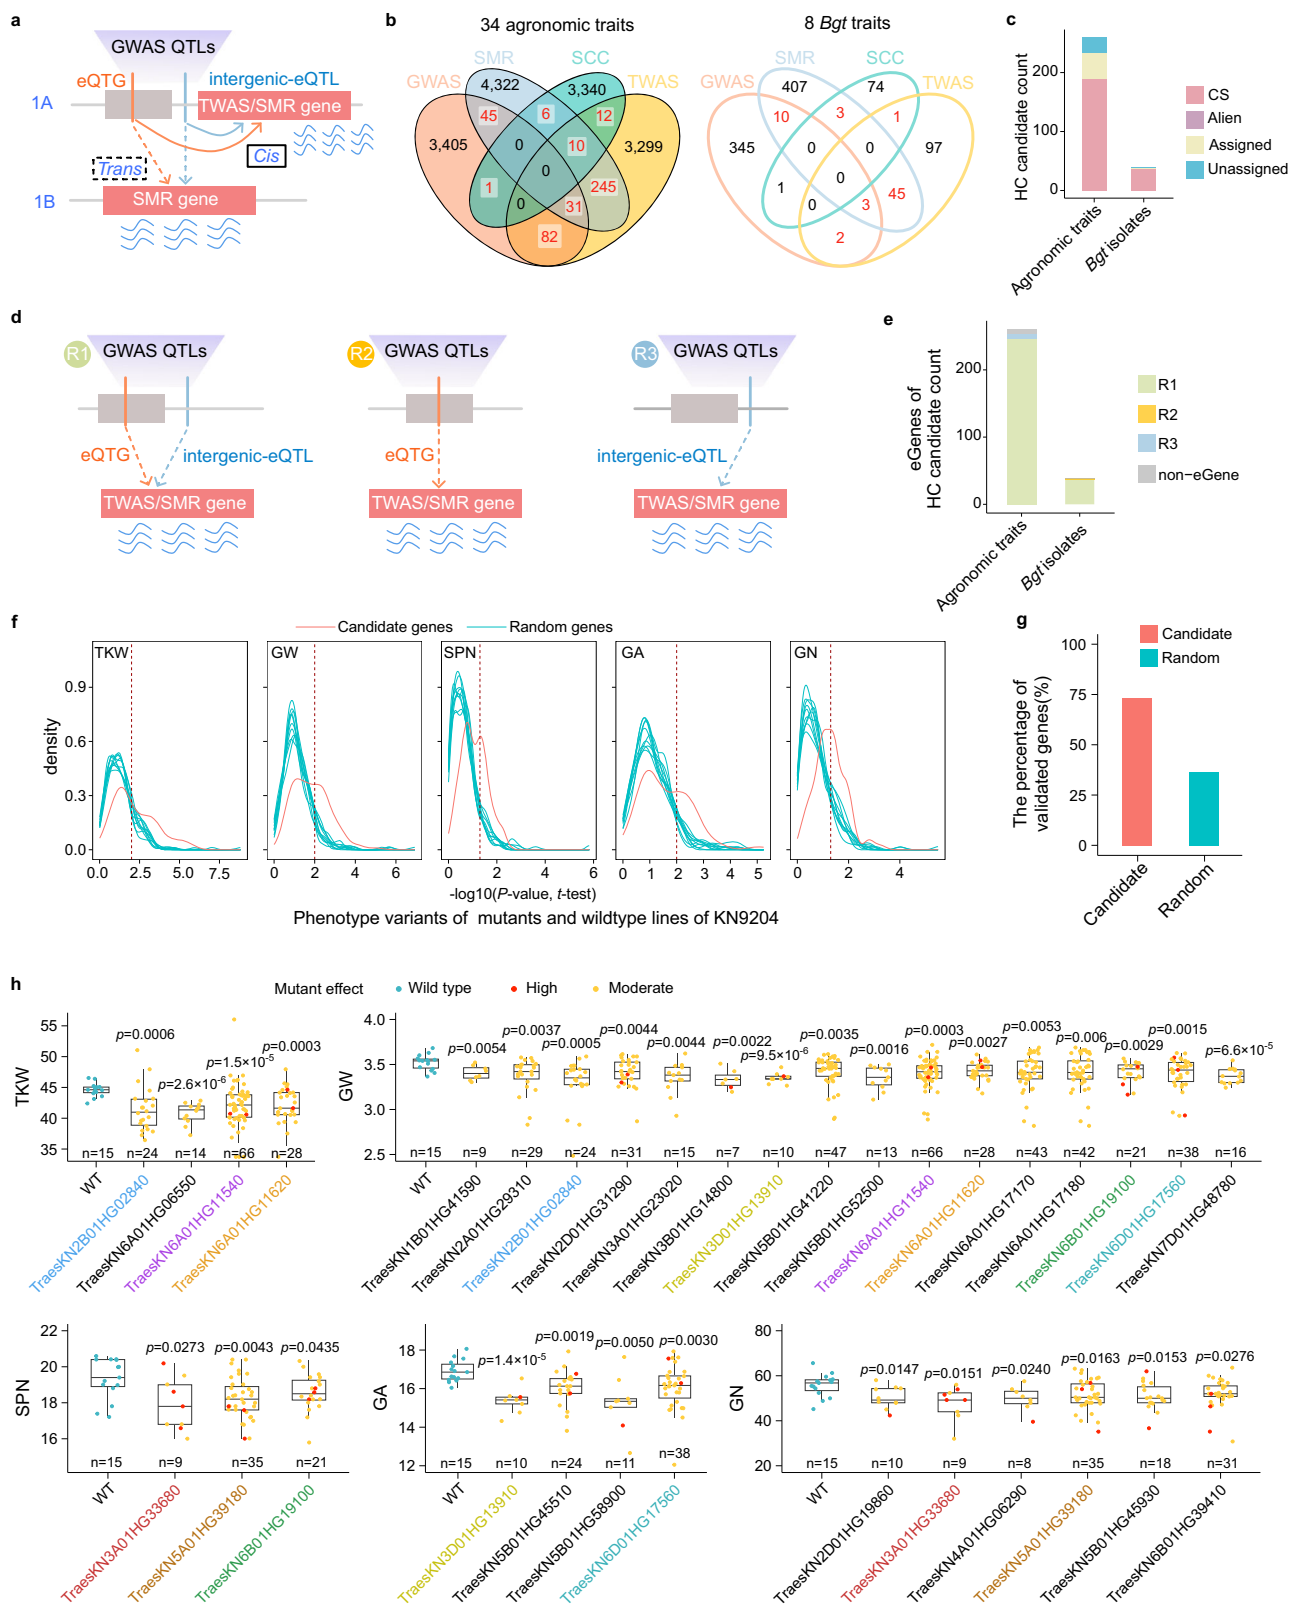 a
GWAS QTLs
eQTG
intergenic-eQTL
1A
TWAS/SMR gene
Trans
Cis
1B
SMR gene
b
34 agronomic traits
SMR
SCC
GWAS
TWAS
4,322
3,340
45
6
12
3,405
0
10
3,299
0
1
245
0
31
82
8 Bgt traits
SMR
SCC
GWAS
TWAS
407
74
10
3
1
345
0
0
97
0
1
45
0
3
2
c
HC candidate count
200
100
0
Agronomic traits
Bgt isolates
CS
Alien
Assigned
Unassigned
d
R1
GWAS QTLs
eQTG
intergenic-eQTL
TWAS/SMR gene
R2
GWAS QTLs
eQTG
TWAS/SMR gene
R3
GWAS QTLs
intergenic-eQTL
TWAS/SMR gene
e
eGenes of
HC candidate count
200
100
0
Agronomic traits
Bgt isolates
R1
R2
R3
non−eGene
f
Candidate genes
Random genes
TKW
GW
SPN
GA
GN
density
0.9
0.6
0.3
0.0
0.0 2.5 5.0 7.5
0 2 4 6
0 2 4 6
0 1 2 3 4 5
0 2 4
-log10(P-value, t-test)
Phenotype variants of mutants and wildtype lines of KN9204
g
Candidate
Random
The percentage of
validated genes(%)
100
75
50
25
0
Candidate
Random
h
Mutant effect
Wild type
High
Moderate
TKW
55
50
45
40
35
p=0.0006
p=2.6×10-6
p=1.5×10-5
p=0.0003
n=15 n=24 n=14 n=66 n=28
WT
TraesKN2B01HG02840
TraesKN6A01HG06550
TraesKN6A01HG11540
TraesKN6A01HG11620
GW
4.0
3.5
3.0
2.5
p=0.0054
p=0.0037
p=0.0005
p=0.0044
p=0.0044
p=0.0022
p=9.5×10-6
p=0.0035
p=0.0016
p=0.0003
p=0.0027
p=0.0053
p=0.006
p=0.0029
p=0.0015
p=6.6×10-5
n=15 n=9 n=29 n=24 n=31 n=15 n=7 n=10 n=47 n=13 n=66 n=28 n=43 n=42 n=21 n=38 n=16
WT
TraesKN1B01HG41590
TraesKN2A01HG29310
TraesKN2B01HG02840
TraesKN2D01HG31290
TraesKN3A01HG23020
TraesKN3B01HG14800
TraesKN3D01HG13910
TraesKN5B01HG41220
TraesKN5B01HG52500
TraesKN6A01HG11540
TraesKN6A01HG11620
TraesKN6A01HG17170
TraesKN6A01HG17180
TraesKN6B01HG19100
TraesKN6D01HG17560
TraesKN7D01HG48780
SPN
22
20
18
16
p=0.0273
p=0.0043
p=0.0435
n=15 n=9 n=35 n=21
WT
TraesKN3A01HG33680
TraesKN5A01HG39180
TraesKN6B01HG19100
GA
18
16
14
12
p=1.4×10-5
p=0.0019
p=0.0050
p=0.0030
n=15 n=10 n=24 n=11 n=38
WT
TraesKN3D01HG13910
TraesKN5B01HG45510
TraesKN5B01HG58900
TraesKN6D01HG17560
GN
80
60
40
20
p=0.0147
p=0.0151
p=0.0240
p=0.0163
p=0.0153
p=0.0276
n=15 n=10 n=9 n=8 n=35 n=18 n=31
WT
TraesKN2D01HG19860
TraesKN3A01HG33680
TraesKN4A01HG06290
TraesKN5A01HG39180
TraesKN5B01HG45930
TraesKN6B01HG39410